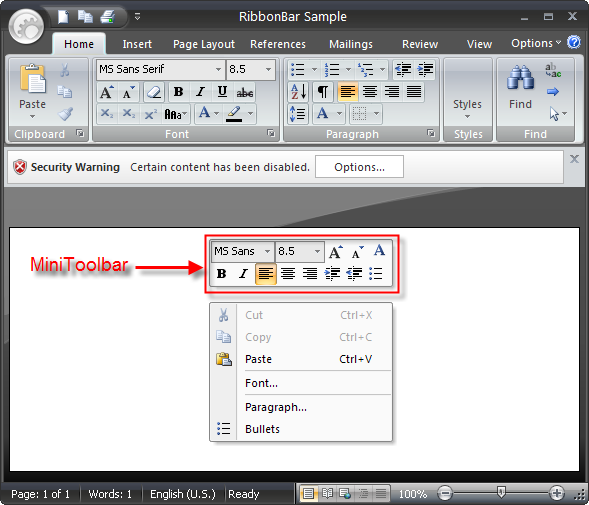 RibbonBar Sample
Home Insert Page Layout References Mailings Review View Options
MS Sans Serif 8.5
Paste Styles Find
B I U abc
Aa
Clipboard Font Paragraph Styles Find
Security Warning Certain content has been disabled. Options...
MS Sans 8.5 A A A
MiniToolbar
B I
Cut Ctrl+X
Copy Ctrl+C
Paste Ctrl+V
Font...
Paragraph...
Bullets
Page: 1 of 1 Words: 1 English (U.S.) Ready 100%